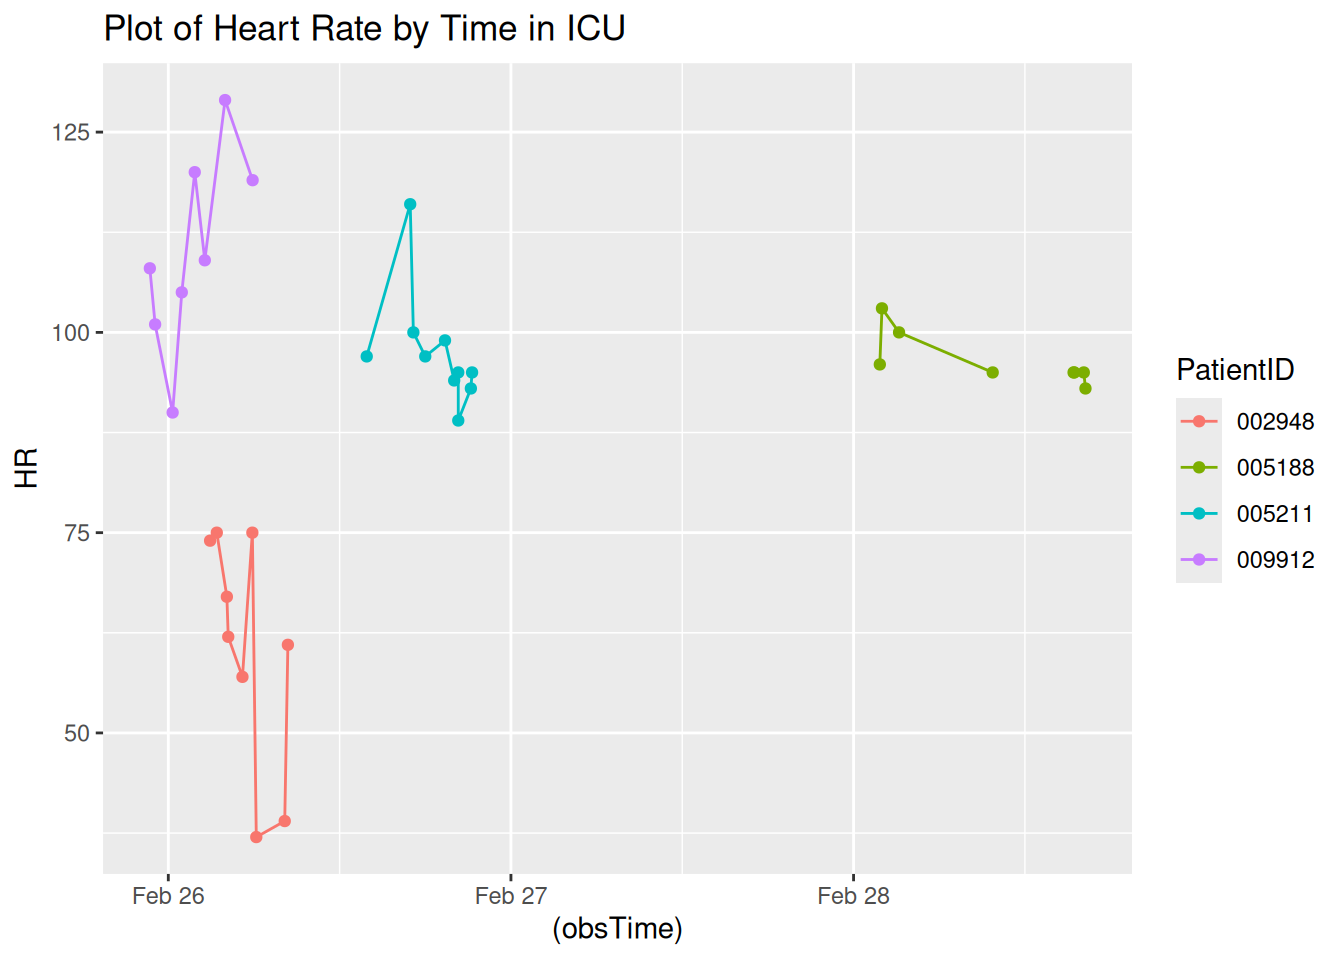 Plot of Heart Rate by Time in ICU
125
100
75
50
HR
Feb 26
Feb 27
Feb 28
(obsTime)
PatientID
002948
005188
005211
009912